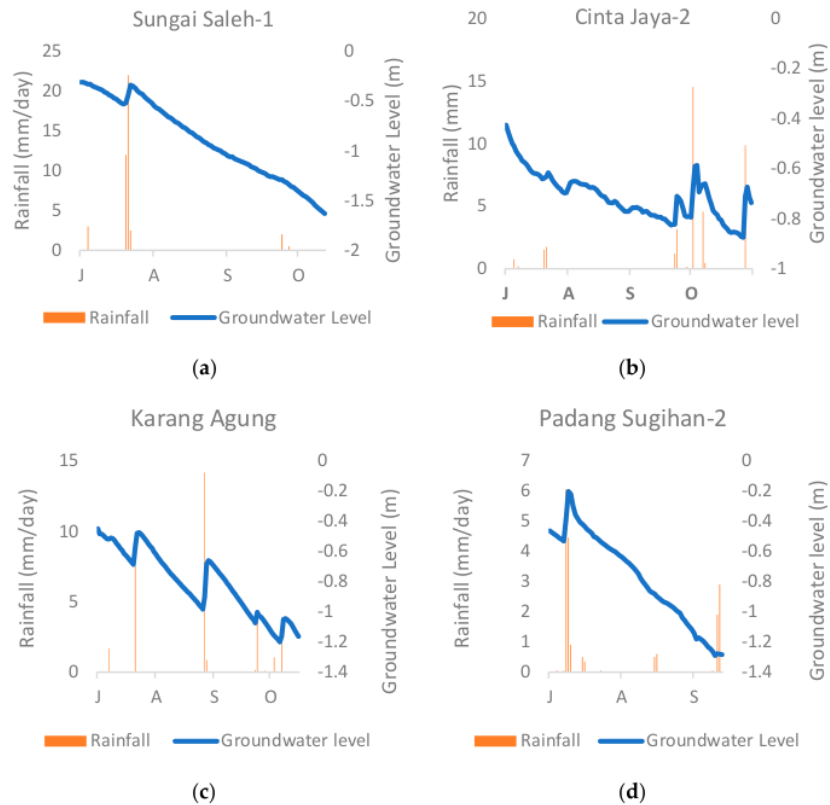 Sungai Saleh-1
25
20
15
10
5
0
Rainfall (mm/day)
0
-0.5
-1
-1.5
-2
Groundwater Level (m)
J A S O
Rainfall Groundwater Level
(a)
Cinta Jaya-2
20
15
10
5
0
Rainfall (mm)
0
-0.2
-0.4
-0.6
-0.8
-1
Groundwater Level (m)
J A S O
Rainfall Groundwater level
(b)
Karang Agung
15
10
5
0
Rainfall (mm/day)
0
-0.2
-0.4
-0.6
-0.8
-1
-1.2
-1.4
Groundwater Level (m)
J A S O
Rainfall Groundwater level
(c)
Padang Sugihan-2
7
6
5
4
3
2
1
0
Rainfall (mm/day)
0
-0.2
-0.4
-0.6
-0.8
-1
-1.2
-1.4
Groundwater Level (m)
J A S
Rainfall Groundwater Level
(d)